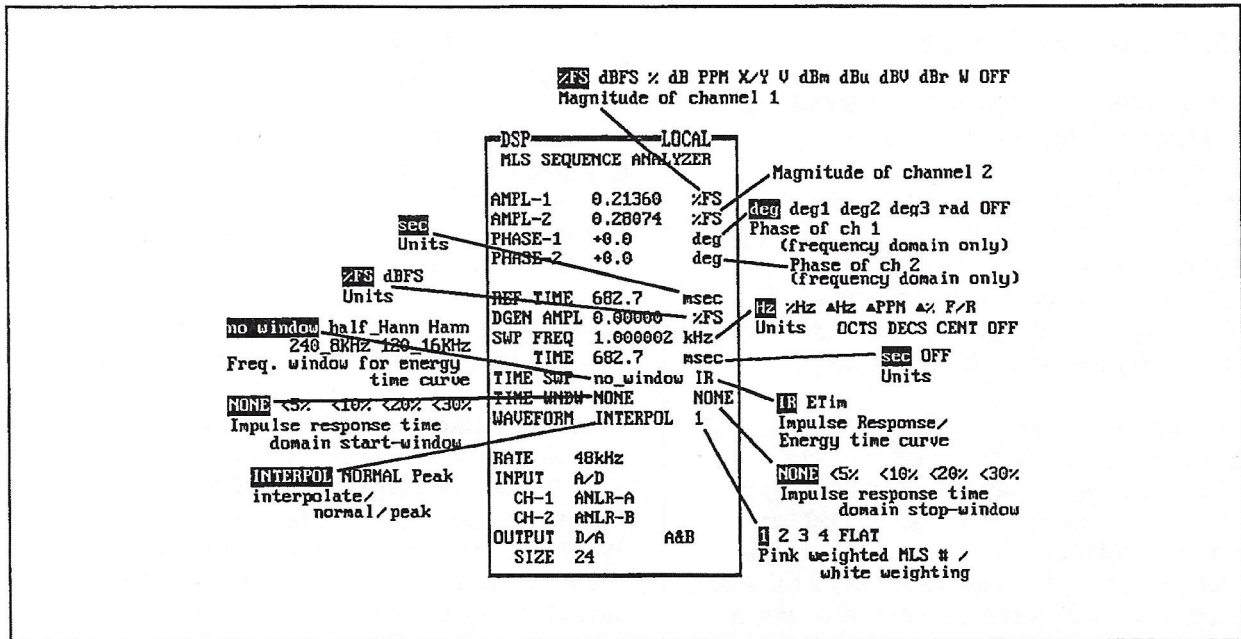 %FS dBFS % dB PPM X/Y V dBm dBu dBV dBr W OFF
Magnitude of channel 1
DSP LOCAL
MLS SEQUENCE ANALYZER
AMPL-1 0.21360 %FS
AMPL-2 0.28074 %FS
PHASE-1 +0.0 deg
PHASE-2 +0.0 deg
REF TIME 682.7 msec
DGEN AMPL 0.00000 %FS
SWP FREQ 1.000002 kHz
TIME 682.7 msec
TIME SWP no_window IR
TIME WNDW NONE NONE
WAVEFORM INTERPOL 1
RATE 48kHz
INPUT A/D
CH-1 ANLR-A
CH-2 ANLR-B
OUTPUT D/A A&B
SIZE 24
sec
Units
%FS dBFS
Units
no window half_Hann Hann
240_8KHz 120_16KHz
Freq. window for energy
time curve
NONE <5% <10% <20% <30%
Impulse response time
domain start-window
INTERPOL NORMAL Peak
interpolate/
normal/peak
Magnitude of channel 2
deg deg1 deg2 deg3 rad OFF
Phase of ch 1
(frequency domain only)
Phase of ch 2
(frequency domain only)
Hz %Hz ▲Hz ▲PPM ▲% F/R
Units OCTS DECS CENT OFF
sec OFF
Units
IR ETim
Impulse Response/
Energy time curve
NONE <5% <10% <20% <30%
Impulse response time
domain stop-window
1 2 3 4 FLAT
Pink weighted MLS # /
white weighting